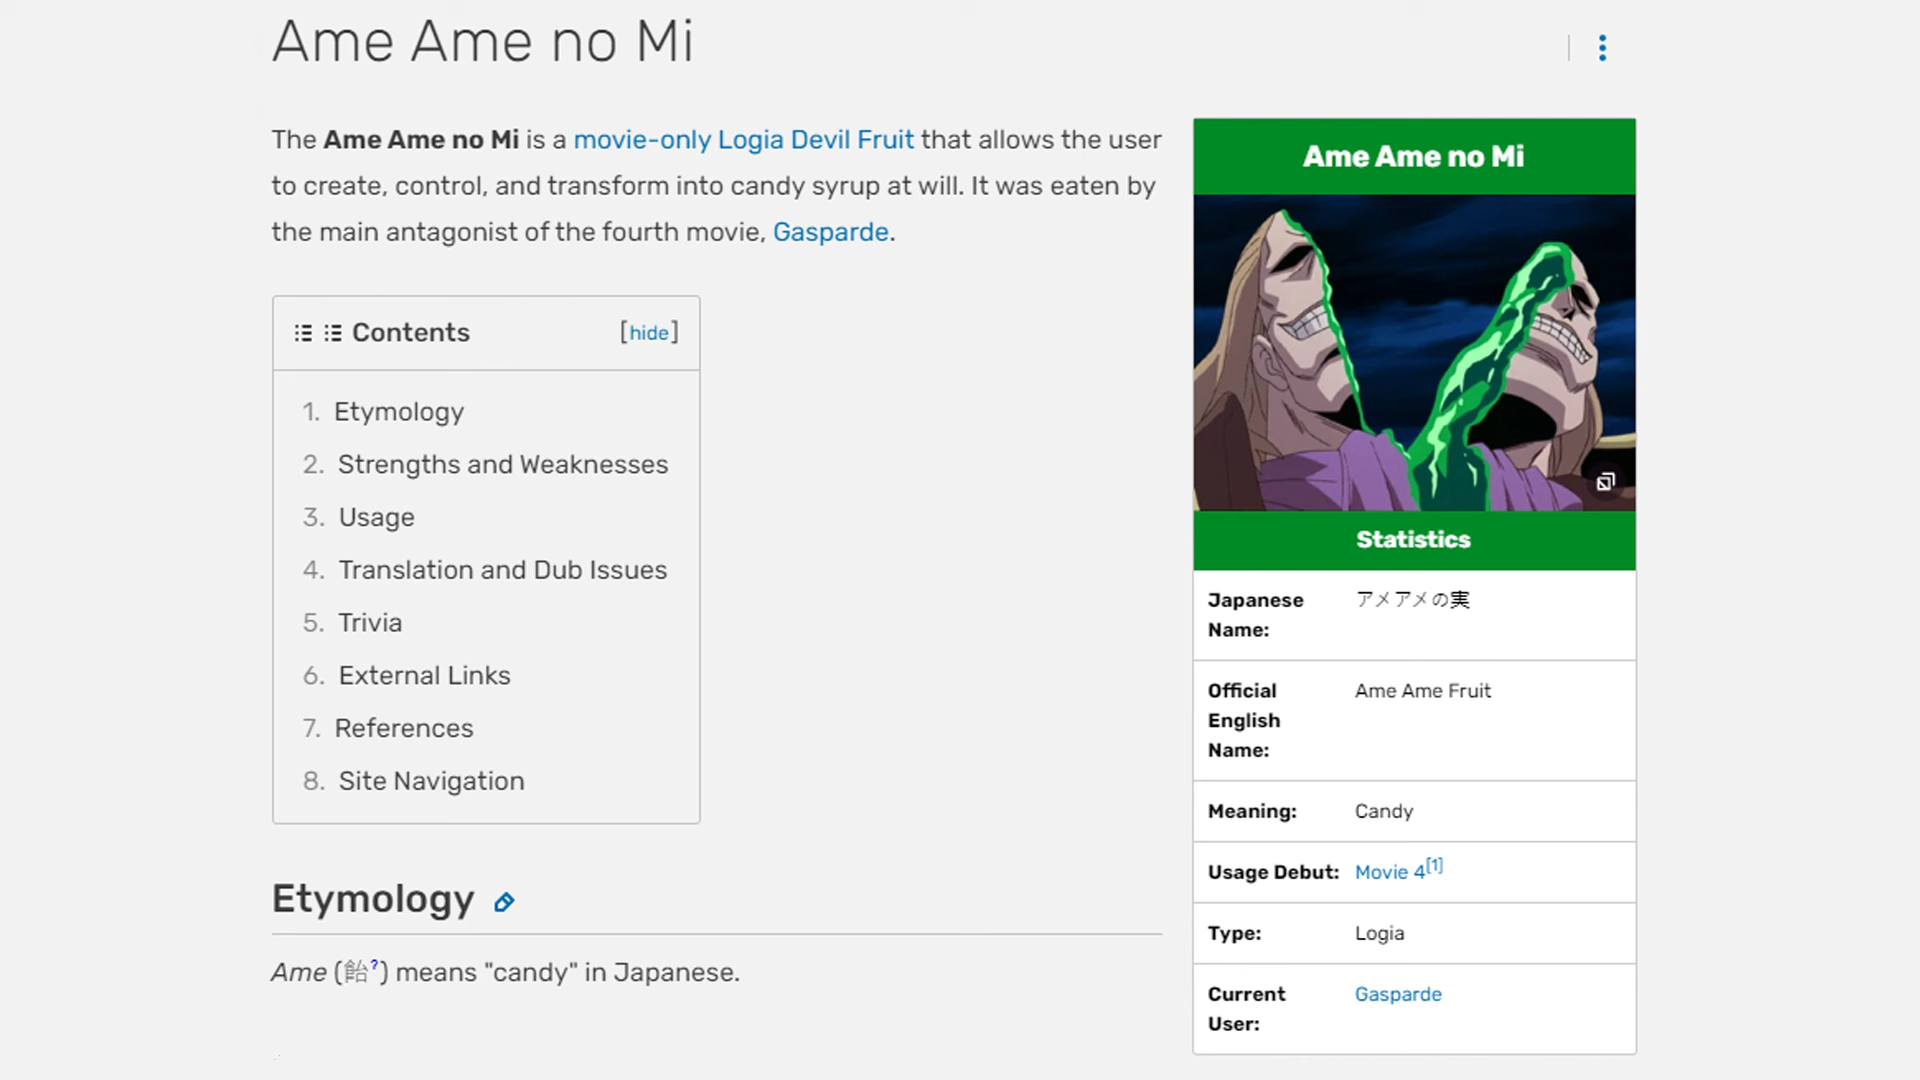 Ame Ame no Mi
The Ame Ame no Mi is a movie-only Logia Devil Fruit that allows the user
to create, control, and transform into candy syrup at will. It was eaten by
the main antagonist of the fourth movie, Gasparde.
Contents [hide]
1. Etymology
2. Strengths and Weaknesses
3. Usage
4. Translation and Dub Issues
5. Trivia
6. External Links
7. References
8. Site Navigation
Etymology
Ame (飴?) means "candy" in Japanese.
Ame Ame no Mi
Statistics
Japanese Name: アメアメの実
Official English Name: Ame Ame Fruit
Meaning: Candy
Usage Debut: Movie 4[1]
Type: Logia
Current User: Gasparde